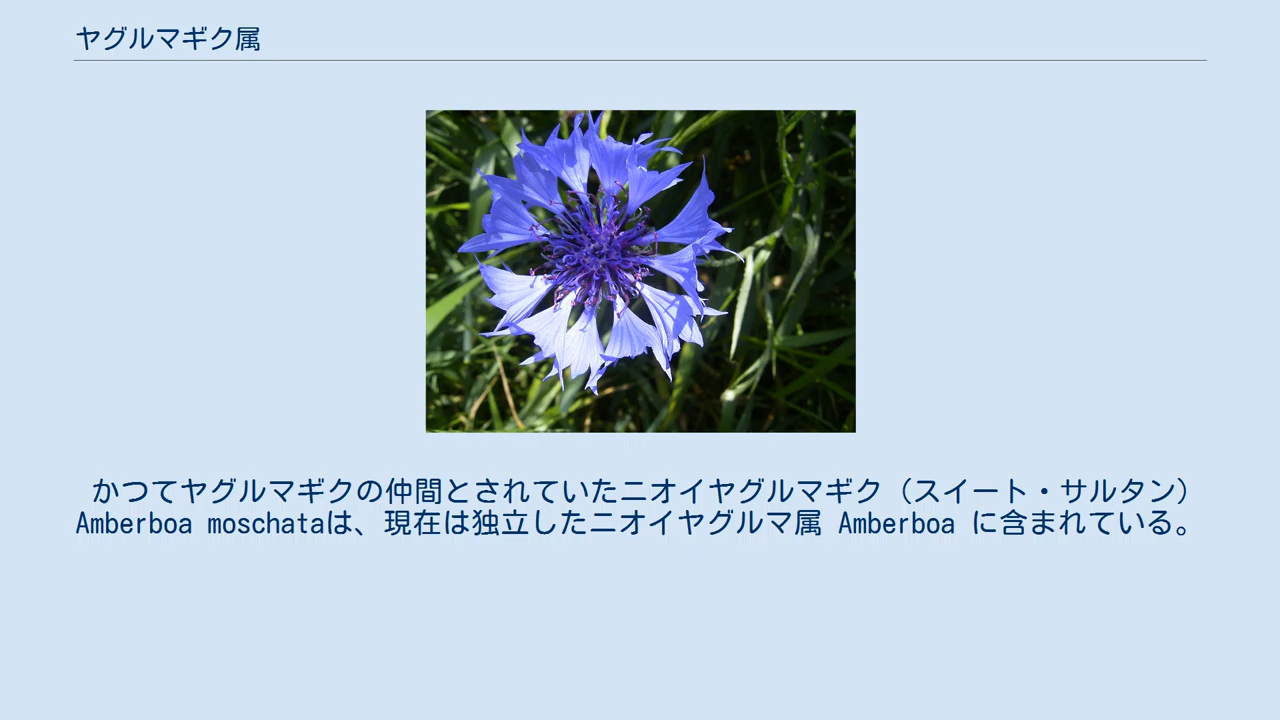 ヤグルマギク属
かつてヤグルマギクの仲間とされていたニオイヤグルマギク（スイート・サルタン）
Amberboa moschataは、現在は独立したニオイヤグルマ属 Amberboa に含まれている。